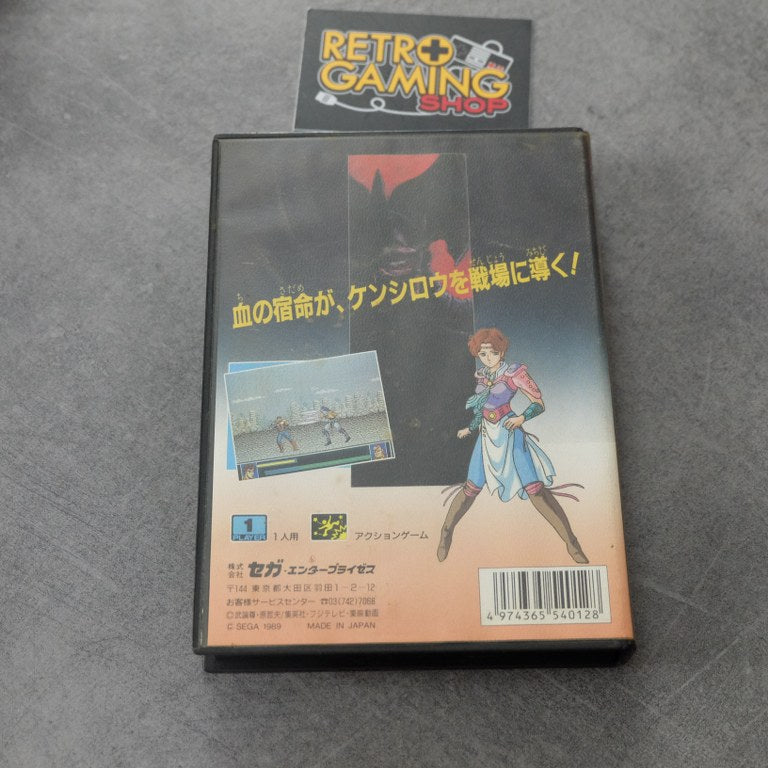 RETRO
GAMING
SHOP
血の宿命が、ケンシロウを戦場に導く!
1
PLAYER
1人用
アクションゲーム
株式会社 セガ・エンタープライゼス
〒144 東京都大田区羽田1-2-12
お客様サービスセンター ☎03(742)7068
©武論尊・原哲夫/集英社・フジテレビ・東映動画
© SEGA 1989 MADE IN JAPAN
4 974365 540128